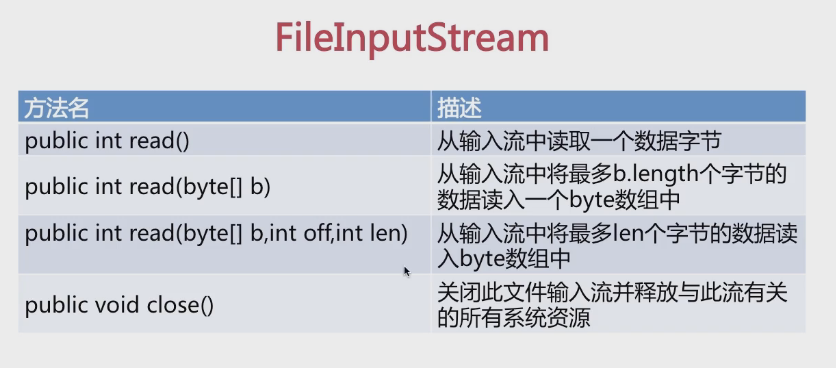 FileInputStream
方法名 描述
public int read() 从输入流中读取一个数据字节
public int read(byte[] b) 从输入流中将最多b.length个字节的
数据读入一个byte数组中
public int read(byte[] b,int off,int len) 从输入流中将最多len个字节的数据读
入byte数组中
public void close() 关闭此文件输入流并释放与此流有关
的所有系统资源